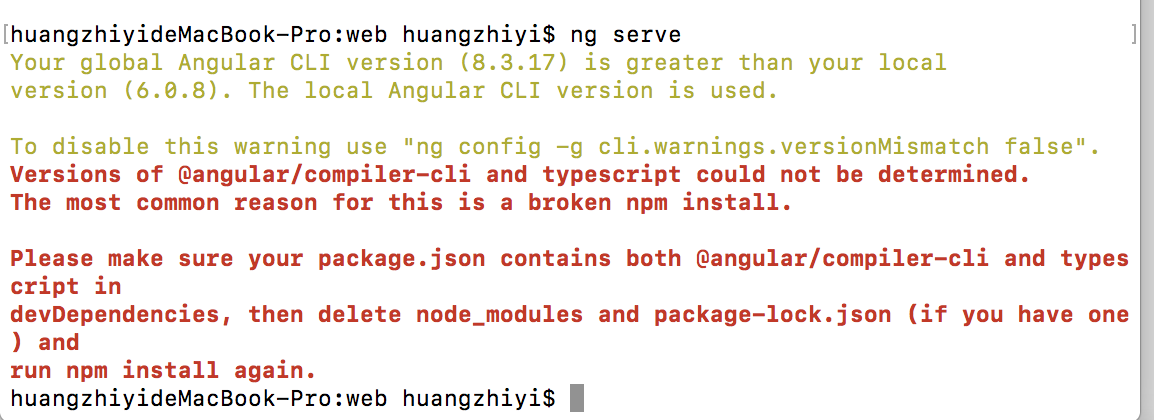 [huangzhiyideMacBook-Pro:web huangzhiyi$ ng serve ]
Your global Angular CLI version (8.3.17) is greater than your local
version (6.0.8). The local Angular CLI version is used.
To disable this warning use "ng config -g cli.warnings.versionMismatch false".
Versions of @angular/compiler-cli and typescript could not be determined.
The most common reason for this is a broken npm install.
Please make sure your package.json contains both @angular/compiler-cli and types
cript in
devDependencies, then delete node_modules and package-lock.json (if you have one
) and
run npm install again.
huangzhiyideMacBook-Pro:web huangzhiyi$